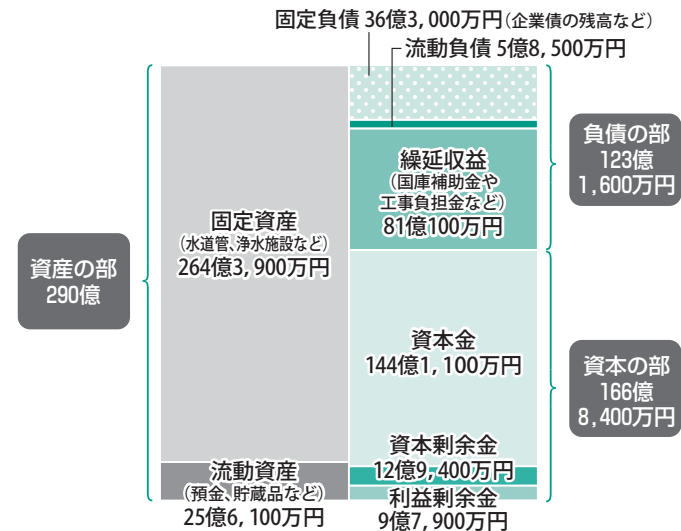 固定負債 36億3,000万円(企業債の残高など)
流動負債 5億8,500万円
資産の部
290億
固定資産
(水道管、浄水施設など)
264億3,900万円
流動資産
(預金、貯蔵品など)
25億6,100万円
繰延収益
(国庫補助金や
工事負担金など)
81億100万円
資本金
144億1,100万円
資本剰余金
12億9,400万円
利益剰余金
9億7,900万円
負債の部
123億
1,600万円
資本の部
166億
8,400万円